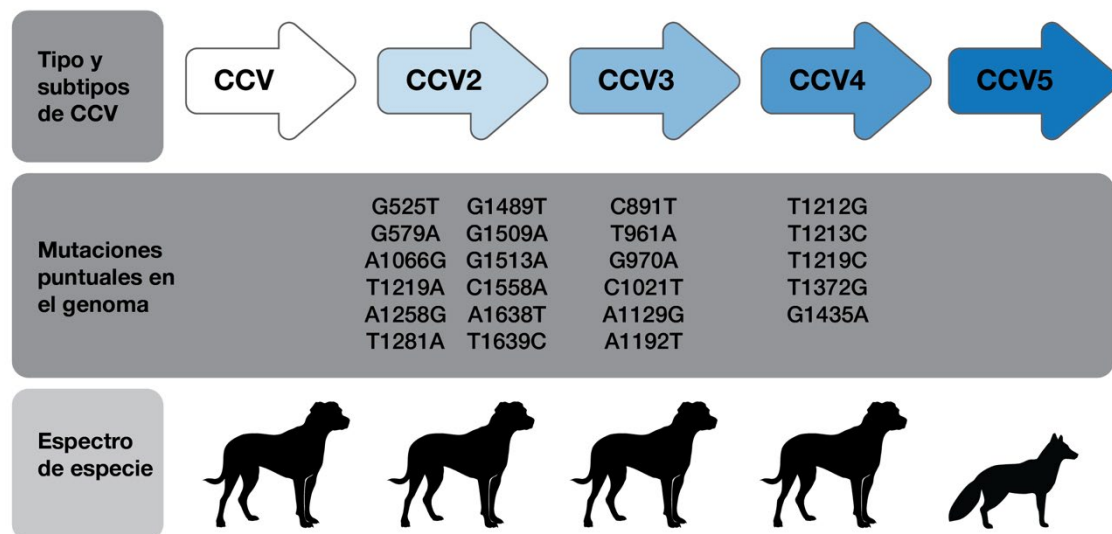 Tipo y
subtipos
de CCV
CCV
CCV2
CCV3
CCV4
CCV5
Mutaciones
puntuales en
el genoma
G525T G1489T C891T T1212G
G579A G1509A T961A T1213C
A1066G G1513A G970A T1219C
T1219A C1558A C1021T T1372G
A1258G A1638T A1129G G1435A
T1281A T1639C A1192T
Espectro
de especie